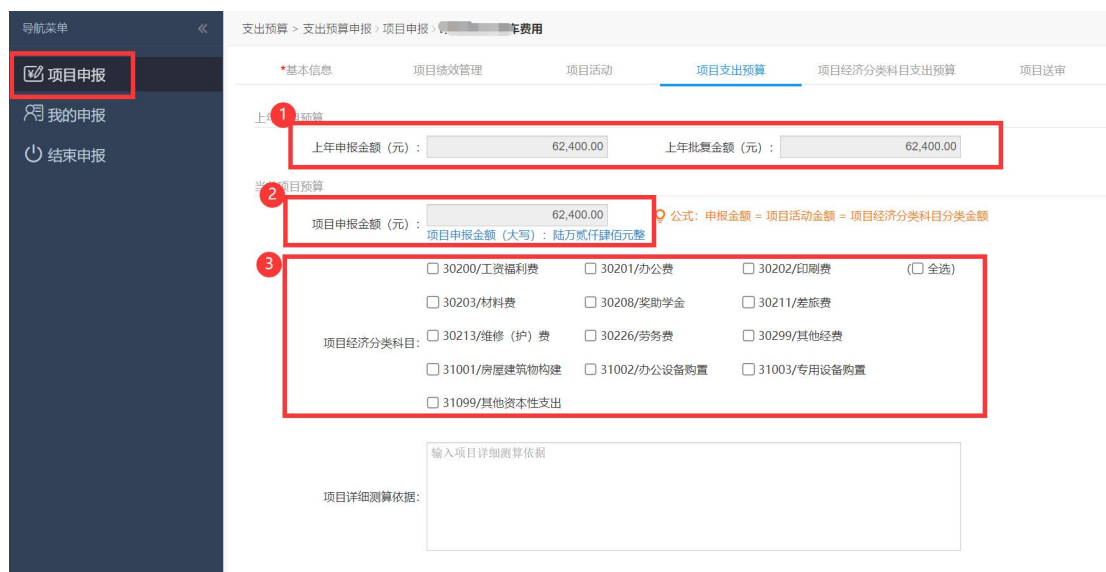 导航菜单
支出预算 > 支出预算申报 > 项目申报 > 车费用
项目申报
我的申报
结束申报
*基本信息 项目绩效管理 项目活动 项目支出预算 项目经济分类科目支出预算 项目送审
1
上年 目预算
上年申报金额（元）: 62,400.00 上年批复金额（元）: 62,400.00
2
项目预算
项目申报金额（元）: 62,400.00 公式：申报金额 = 项目活动金额 = 项目经济分类科目分类金额
项目申报金额（大写）: 陆万贰仟肆佰元整
3
30200/工资福利费 30201/办公费 30202/印刷费 (全选)
30203/材料费 30208/奖助学金 30211/差旅费
项目经济分类科目: 30213/维修（护）费 30226/劳务费 30299/其他经费
31001/房屋建筑物构建 31002/办公设备购置 31003/专用设备购置
31099/其他资本性支出
输入项目详细测算依据
项目详细测算依据: